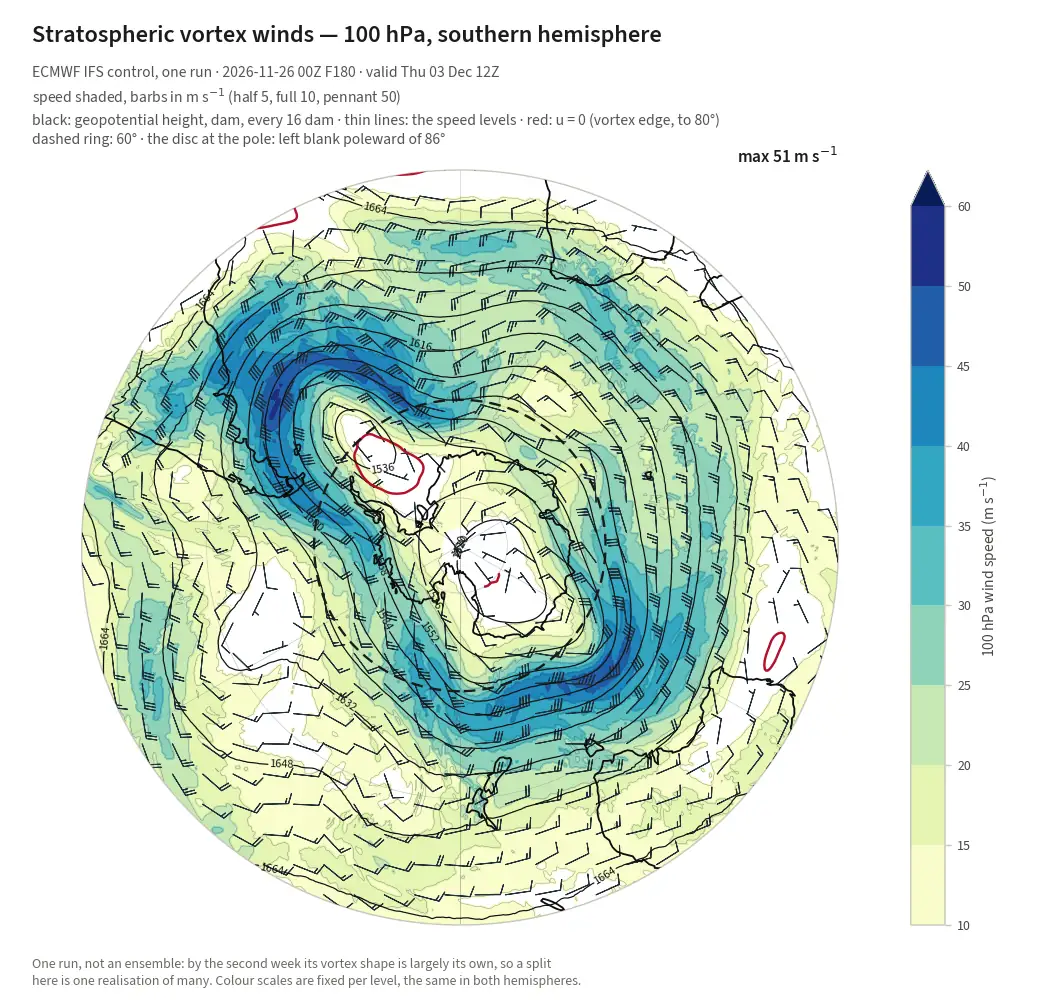 Stratospheric vortex winds — 100 hPa, southern hemisphere
ECMWF IFS control, one run · 2026-11-26 00Z F180 · valid Thu 03 Dec 12Z
speed shaded, barbs in m s⁻¹ (half 5, full 10, pennant 50)
black: geopotential height, dam, every 16 dam · thin lines: the speed levels · red: u = 0 (vortex edge, to 80°)
dashed ring: 60° · the disc at the pole: left blank poleward of 86°
max 51 m s⁻¹
1664
1664
1616
1536
1552
1632
1664
1648
1664
1664
60
50
45
40
35
30
25
20
15
10
100 hPa wind speed (m s⁻¹)
One run, not an ensemble: by the second week its vortex shape is largely its own, so a split
here is one realisation of many. Colour scales are fixed per level, the same in both hemispheres.